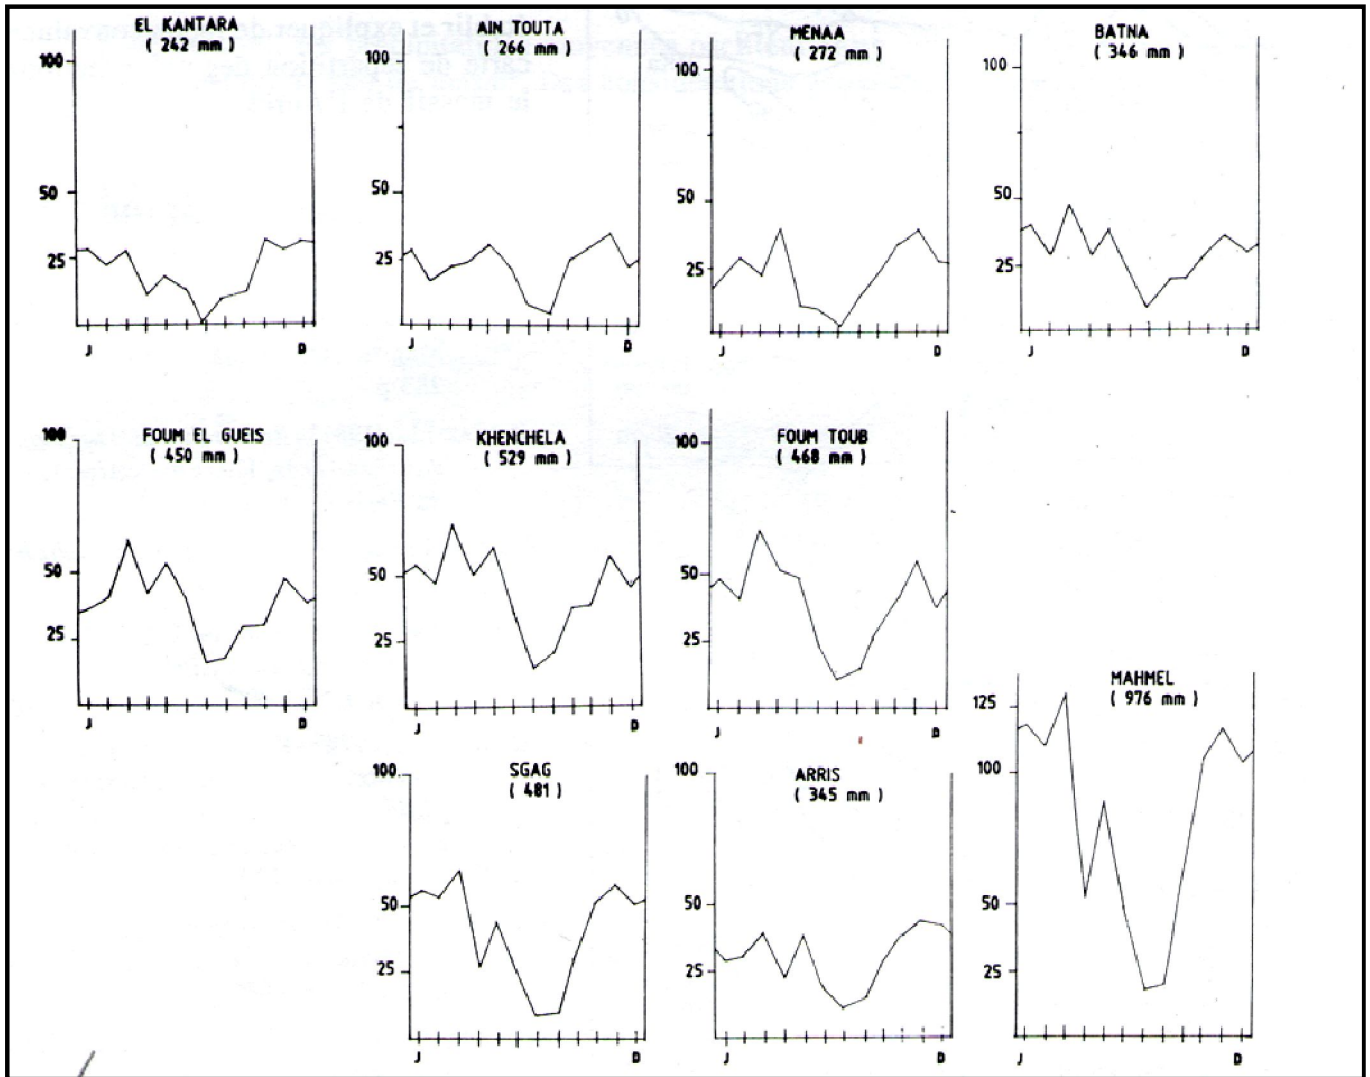 EL KANTARA
( 242 mm )
100
50
25
J D
AIN TOUTA
( 266 mm )
100
50
25
J D
MENAA
( 272 mm )
100
50
25
J D
BATNA
( 346 mm )
100
50
25
J D
FOUM EL GUEIS
( 450 mm )
100
50
25
J D
KHENCHELA
( 529 mm )
100
50
25
J D
FOUM TOUB
( 468 mm )
100
50
25
J D
MAHMEL
( 976 mm )
125
100
50
25
J D
SGAG
( 481 )
100
50
25
J D
ARRIS
( 345 mm )
100
50
25
J D